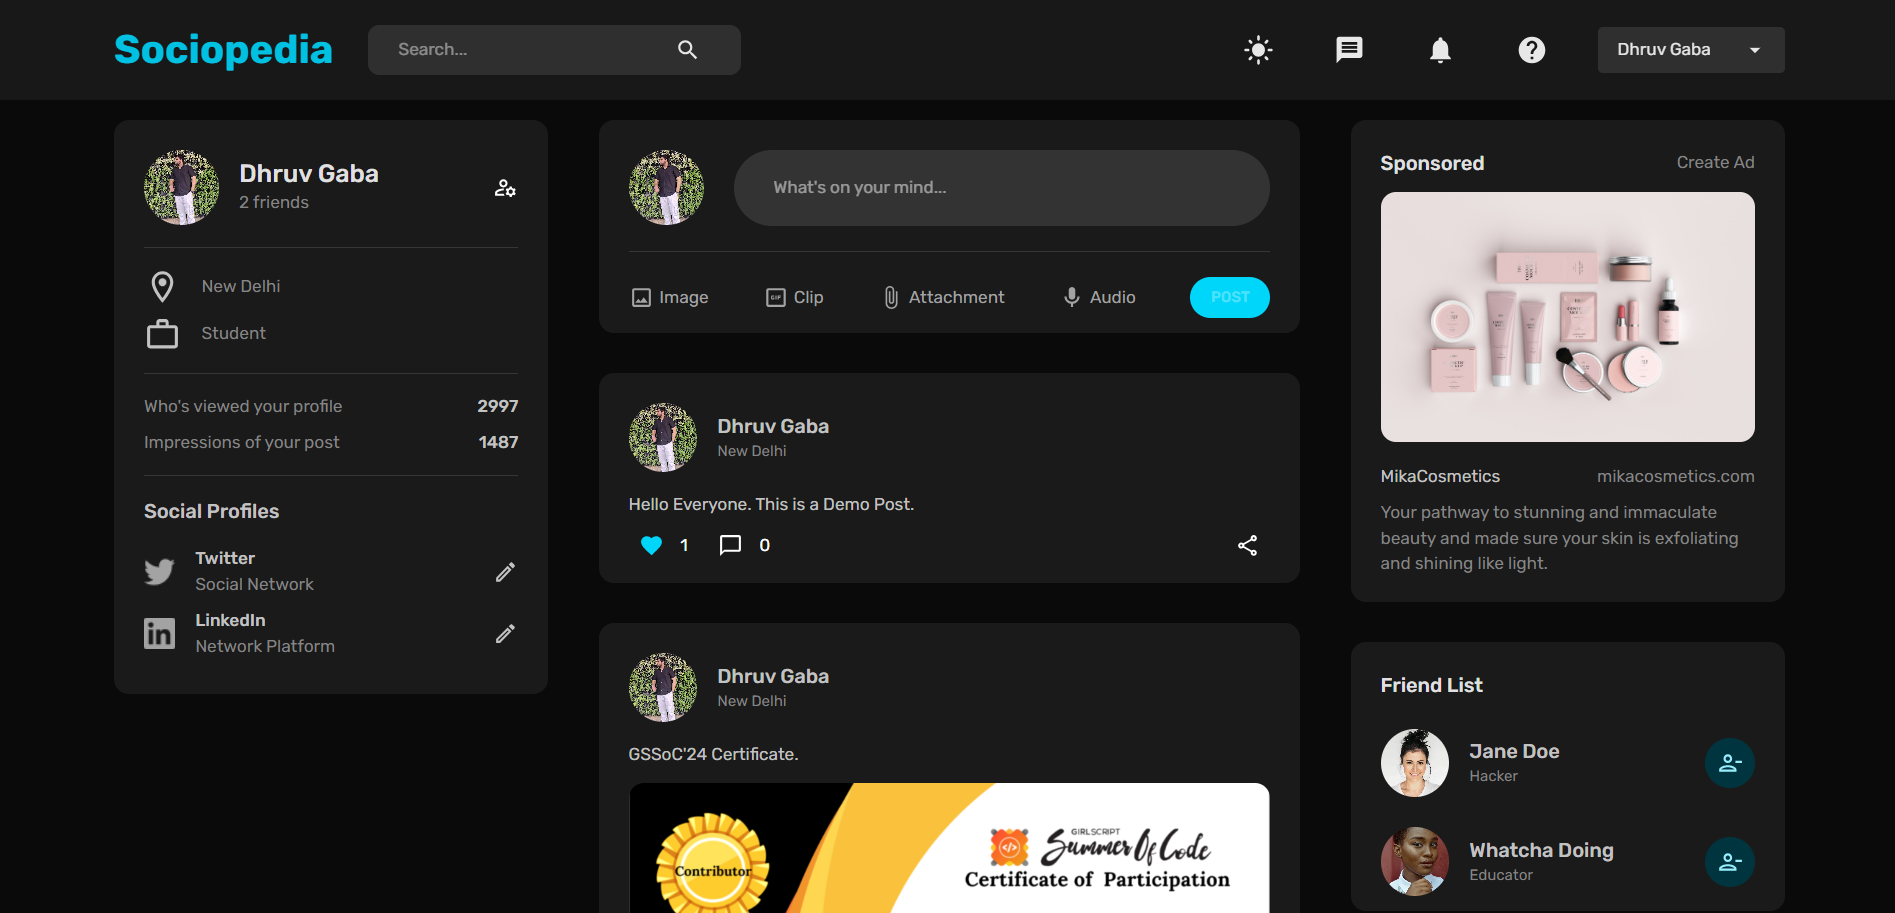 Sociopedia
Search...
Dhruv Gaba
Dhruv Gaba
2 friends
New Delhi
Student
Who's viewed your profile 2997
Impressions of your post 1487
Social Profiles
Twitter
Social Network
LinkedIn
Network Platform
What's on your mind...
Image
GIF Clip
Attachment
Audio
POST
Dhruv Gaba
New Delhi
Hello Everyone. This is a Demo Post.
1
0
Dhruv Gaba
New Delhi
GSSoC'24 Certificate.
Contributor
GIRLSCRIPT
Summer Of Code
Certificate of Participation
Sponsored Create Ad
MikaCosmetics mikacosmetics.com
Your pathway to stunning and immaculate
beauty and made sure your skin is exfoliating
and shining like light.
Friend List
Jane Doe
Hacker
Whatcha Doing
Educator